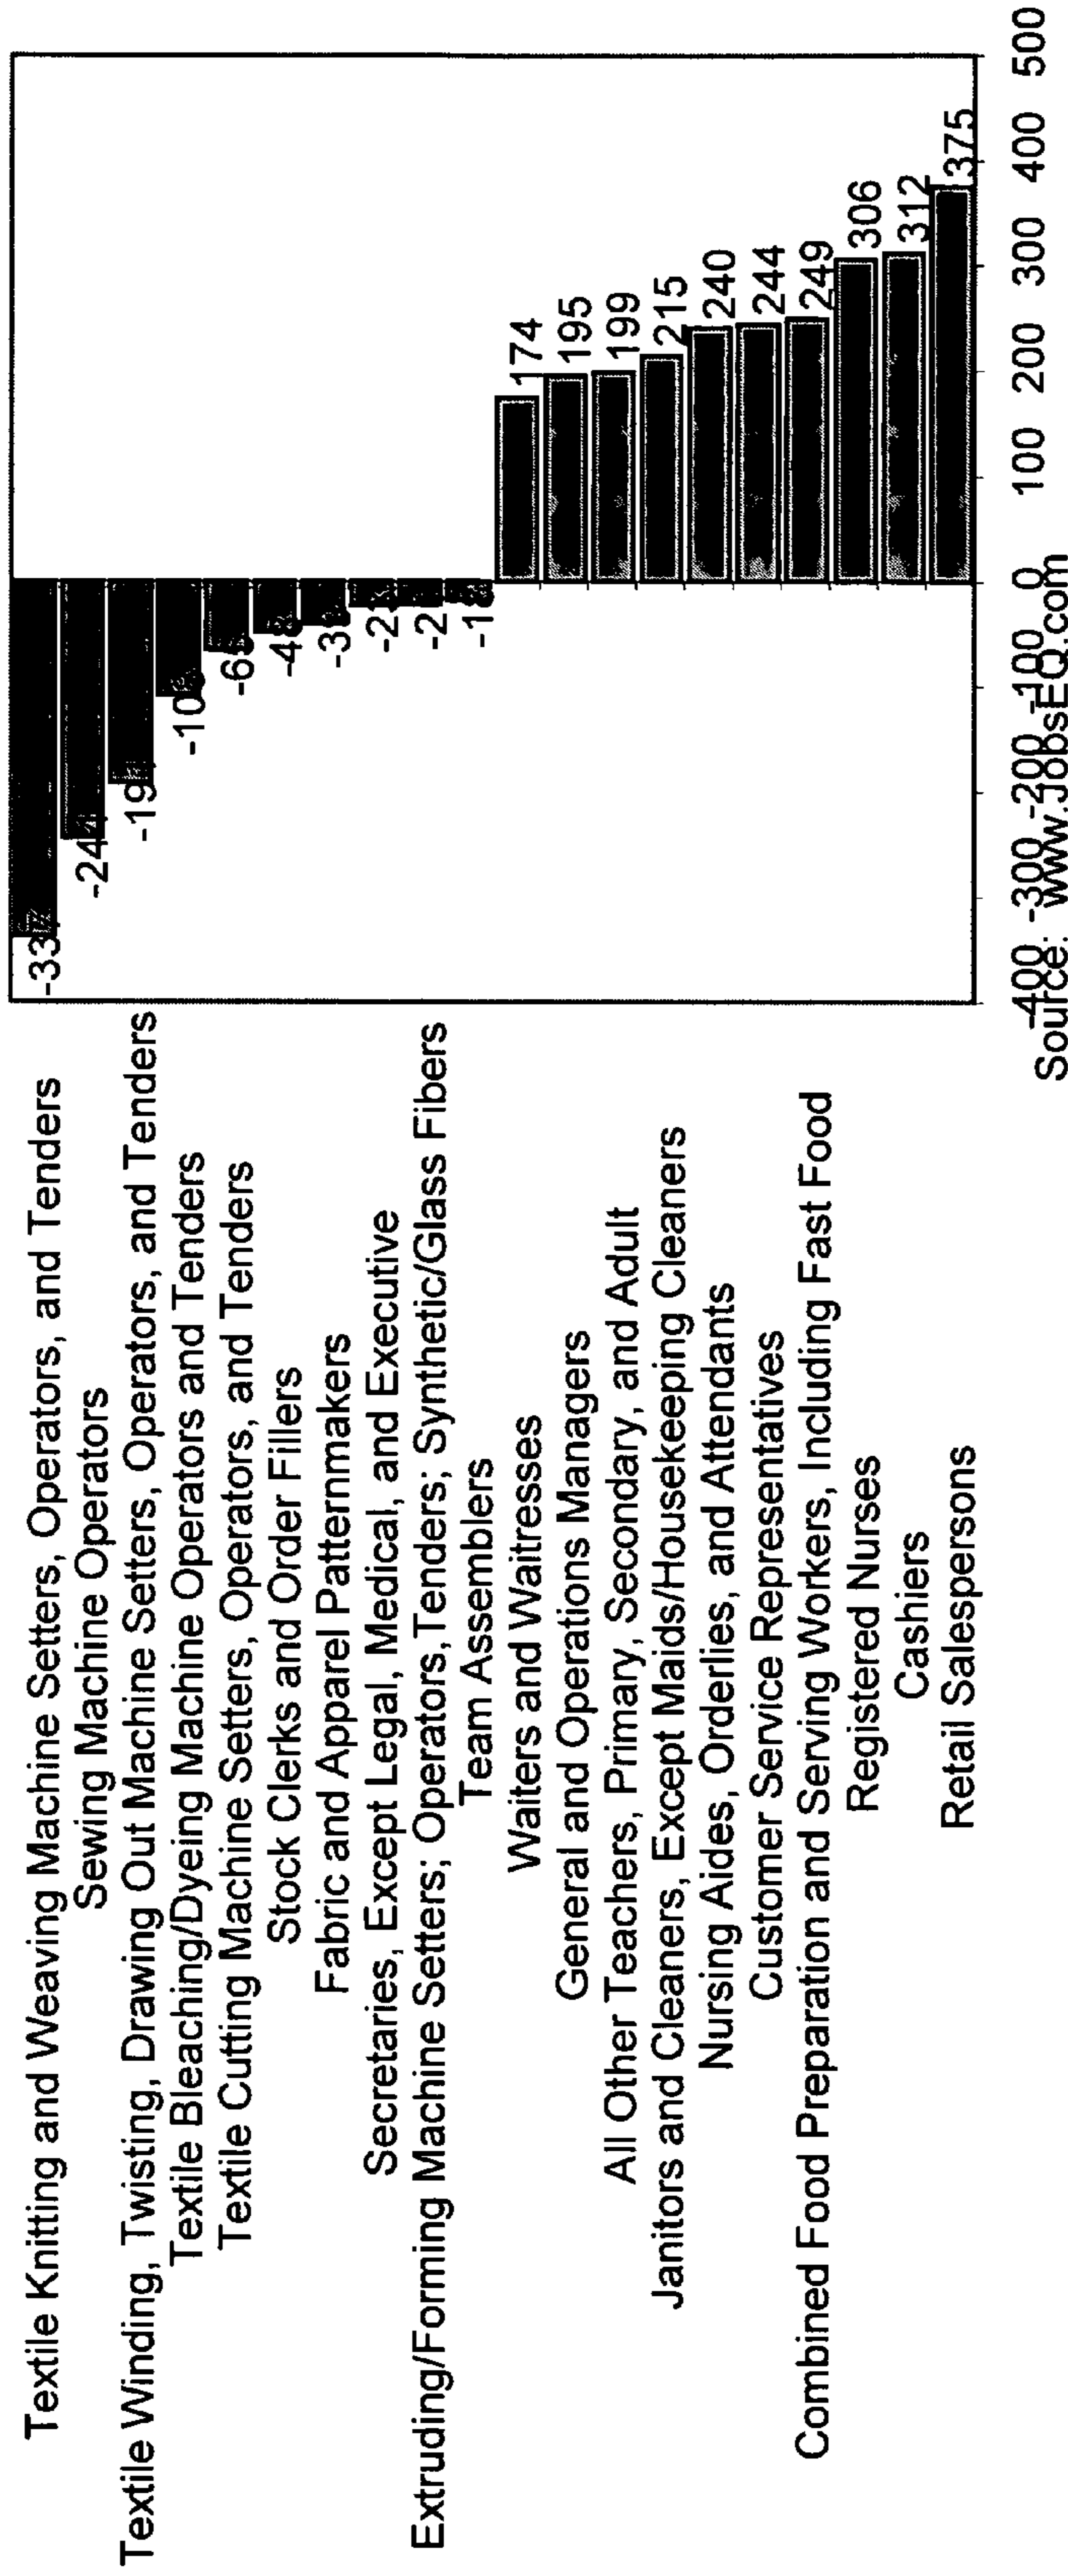 Textile Knitting and Weaving Machine Setters, Operators, and Tenders
Sewing Machine Operators
Textile Winding, Twisting, Drawing Out Machine Setters, Operators, and Tenders
Textile Bleaching/Dyeing Machine Operators and Tenders
Textile Cutting Machine Setters, Operators, and Tenders
Stock Clerks and Order Fillers
Fabric and Apparel Patternmakers
Secretaries, Except Legal, Medical, and Executive
Extruding/Forming Machine Setters; Operators,Tenders; Synthetic/Glass Fibers
Team Assemblers
Waiters and Waitresses
174
General and Operations Managers
195
All Other Teachers, Primary, Secondary, and Adult
199
Janitors and Cleaners, Except Maids/Housekeeping Cleaners
215
Nursing Aides, Orderlies, and Attendants
240
Customer Service Representatives
244
Combined Food Preparation and Serving Workers, Including Fast Food
249
Registered Nurses
306
Cashiers
312
Retail Salespersons
375
-400 -300 -200 -100 0 100 200 300 400 500
Source: www.JobsEQ.com